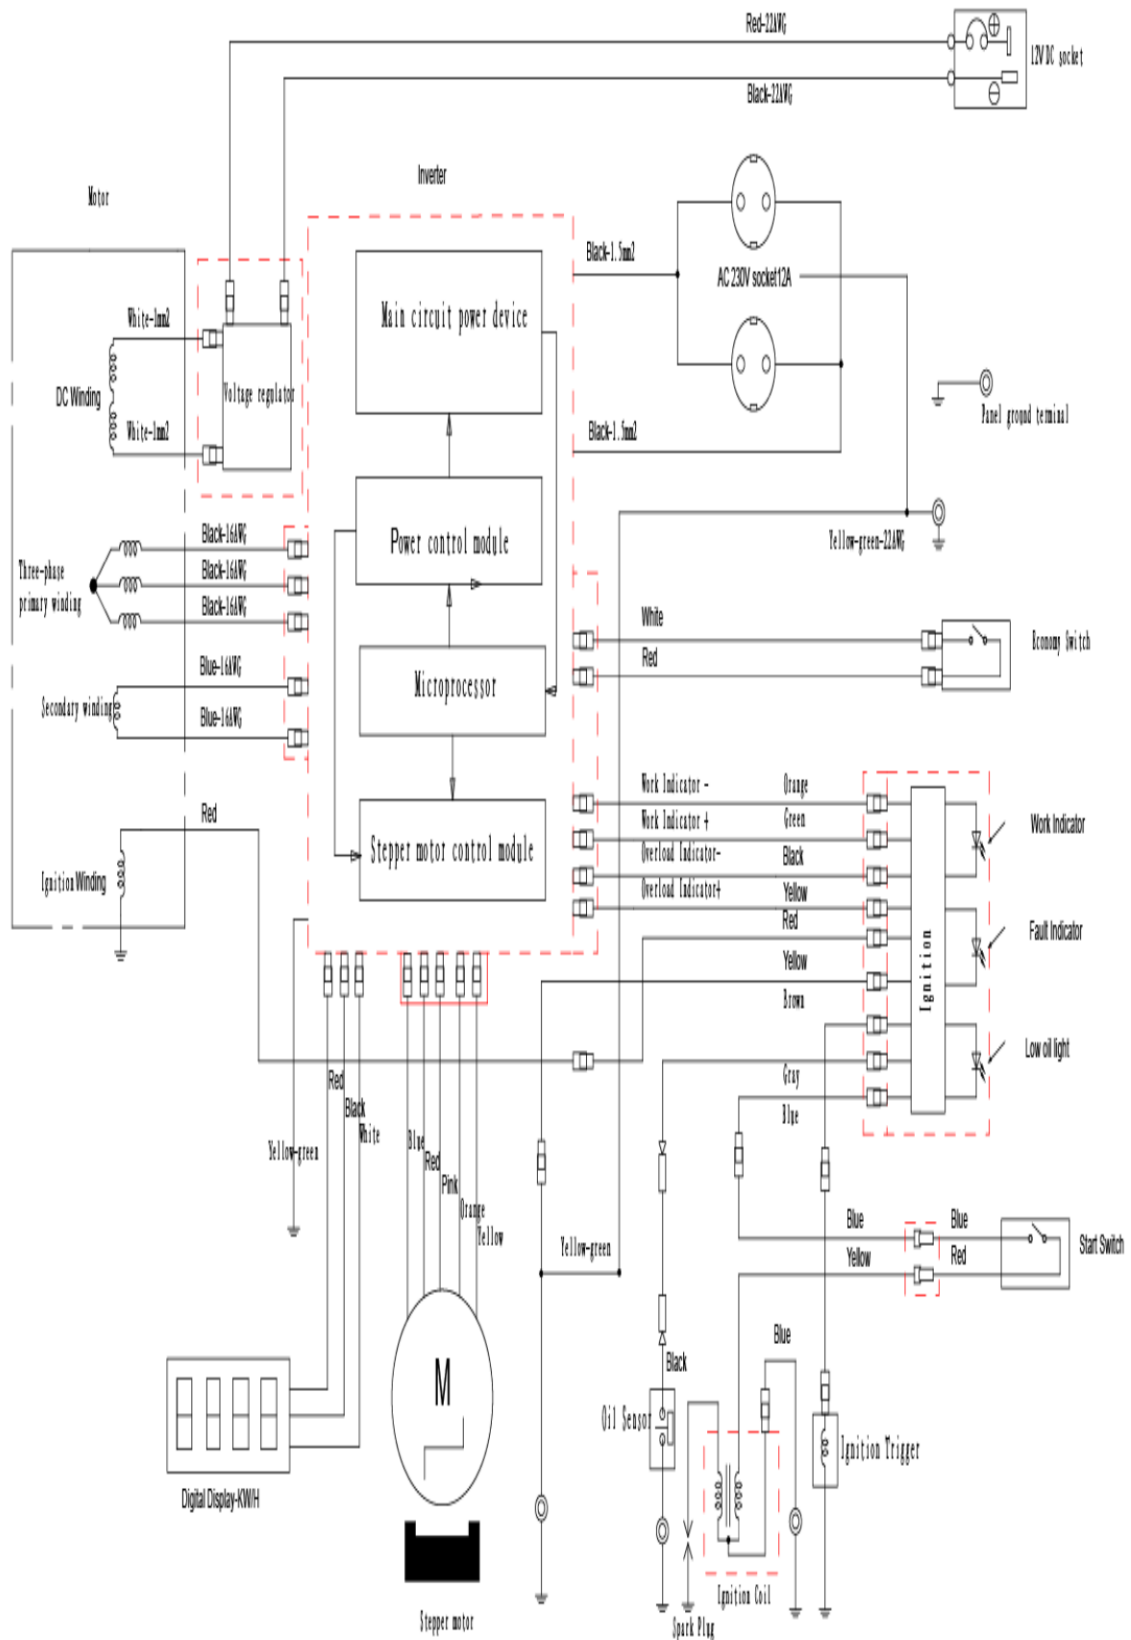 Red-22AWG
12V DC socket
Black-22AWG
Inverter
Motor
Black-1.5mm2
AC 230V socket12A
Main circuit power device
White-1mm2
DC Winding
Voltage regulator
White-1mm2
Black-1.5mm2
Panel ground terminal
Black-16AWG
Three-phase
primary winding
Black-16AWG
Black-16AWG
Power control module
Yellow-green-22AWG
White
Economy Switch
Red
Blue-16AWG
Microprocessor
Secondary winding
Blue-16AWG
Work Indicator -
Orange
Work Indicator +
Green
Work Indicator
Red
Overload Indicator-
Black
Stepper motor control module
Ignition Winding
Overload Indicator+
Yellow
Red
Fault Indicator
Yellow
Ignition
Brown
Low oil light
Gray
Blue
Red
Black
White
Yellow-green
Blue
Red
Pink
Orange
Yellow
Yellow-green
Blue
Blue
Start Switch
Yellow
Red
Blue
Black
M
Oil Sensor
Ignition Trigger
Digital Display-KW/H
Ignition Coil
Stepper motor
Spark Plug